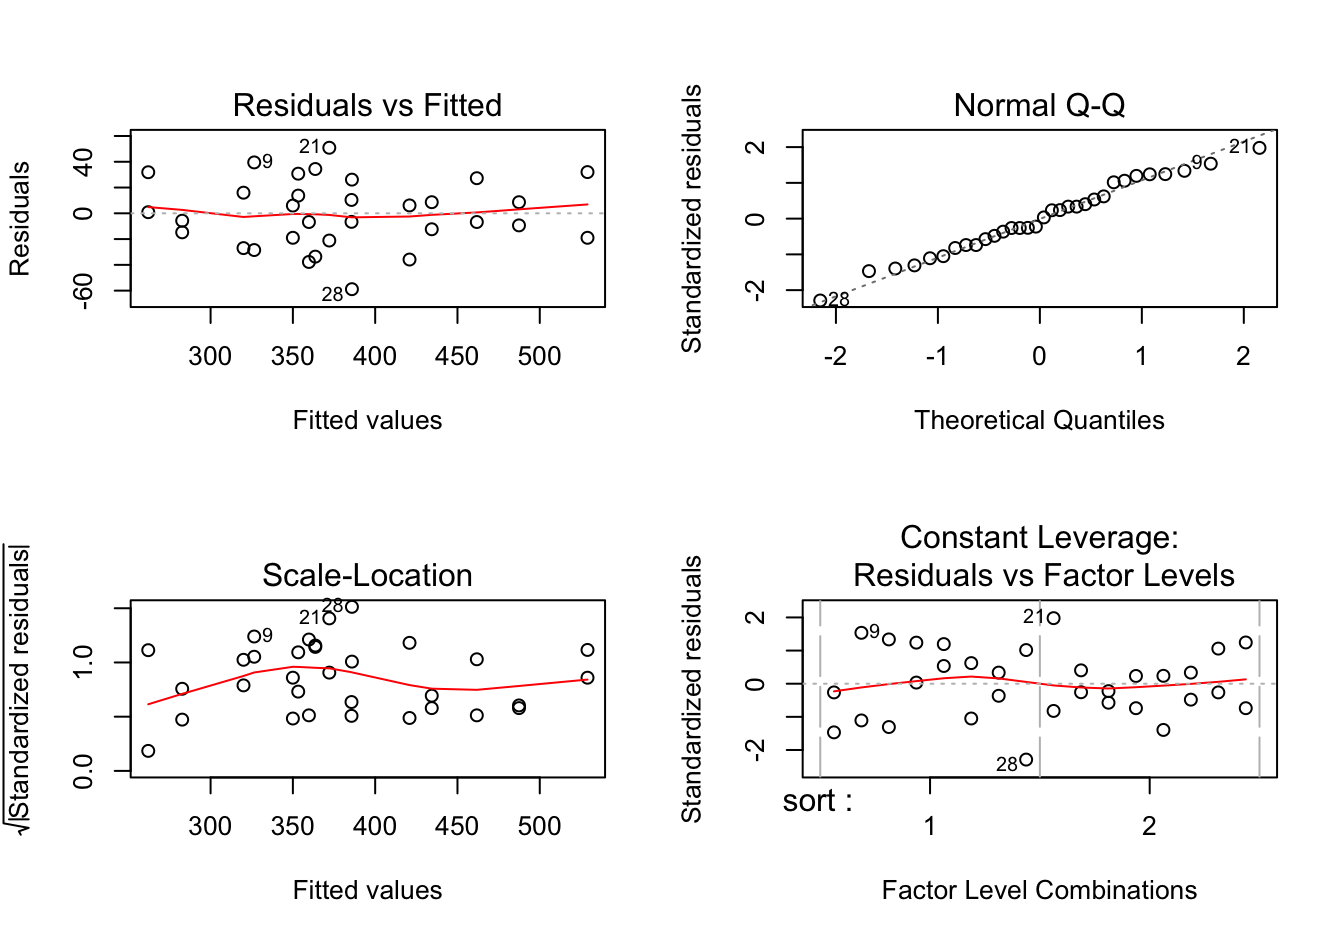 Residuals vs Fitted
Residuals
40
0
-60
21
9
28
300 350 400 450 500
Fitted values
Normal Q-Q
Standardized residuals
2
0
-2
9
21
28
-2 -1 0 1 2
Theoretical Quantiles
Scale-Location
√|Standardized residuals|
1.0
0.0
28
21
9
300 350 400 450 500
Fitted values
Constant Leverage:
Residuals vs Factor Levels
Standardized residuals
2
0
-2
21
9
28
sort :
1 2
Factor Level Combinations